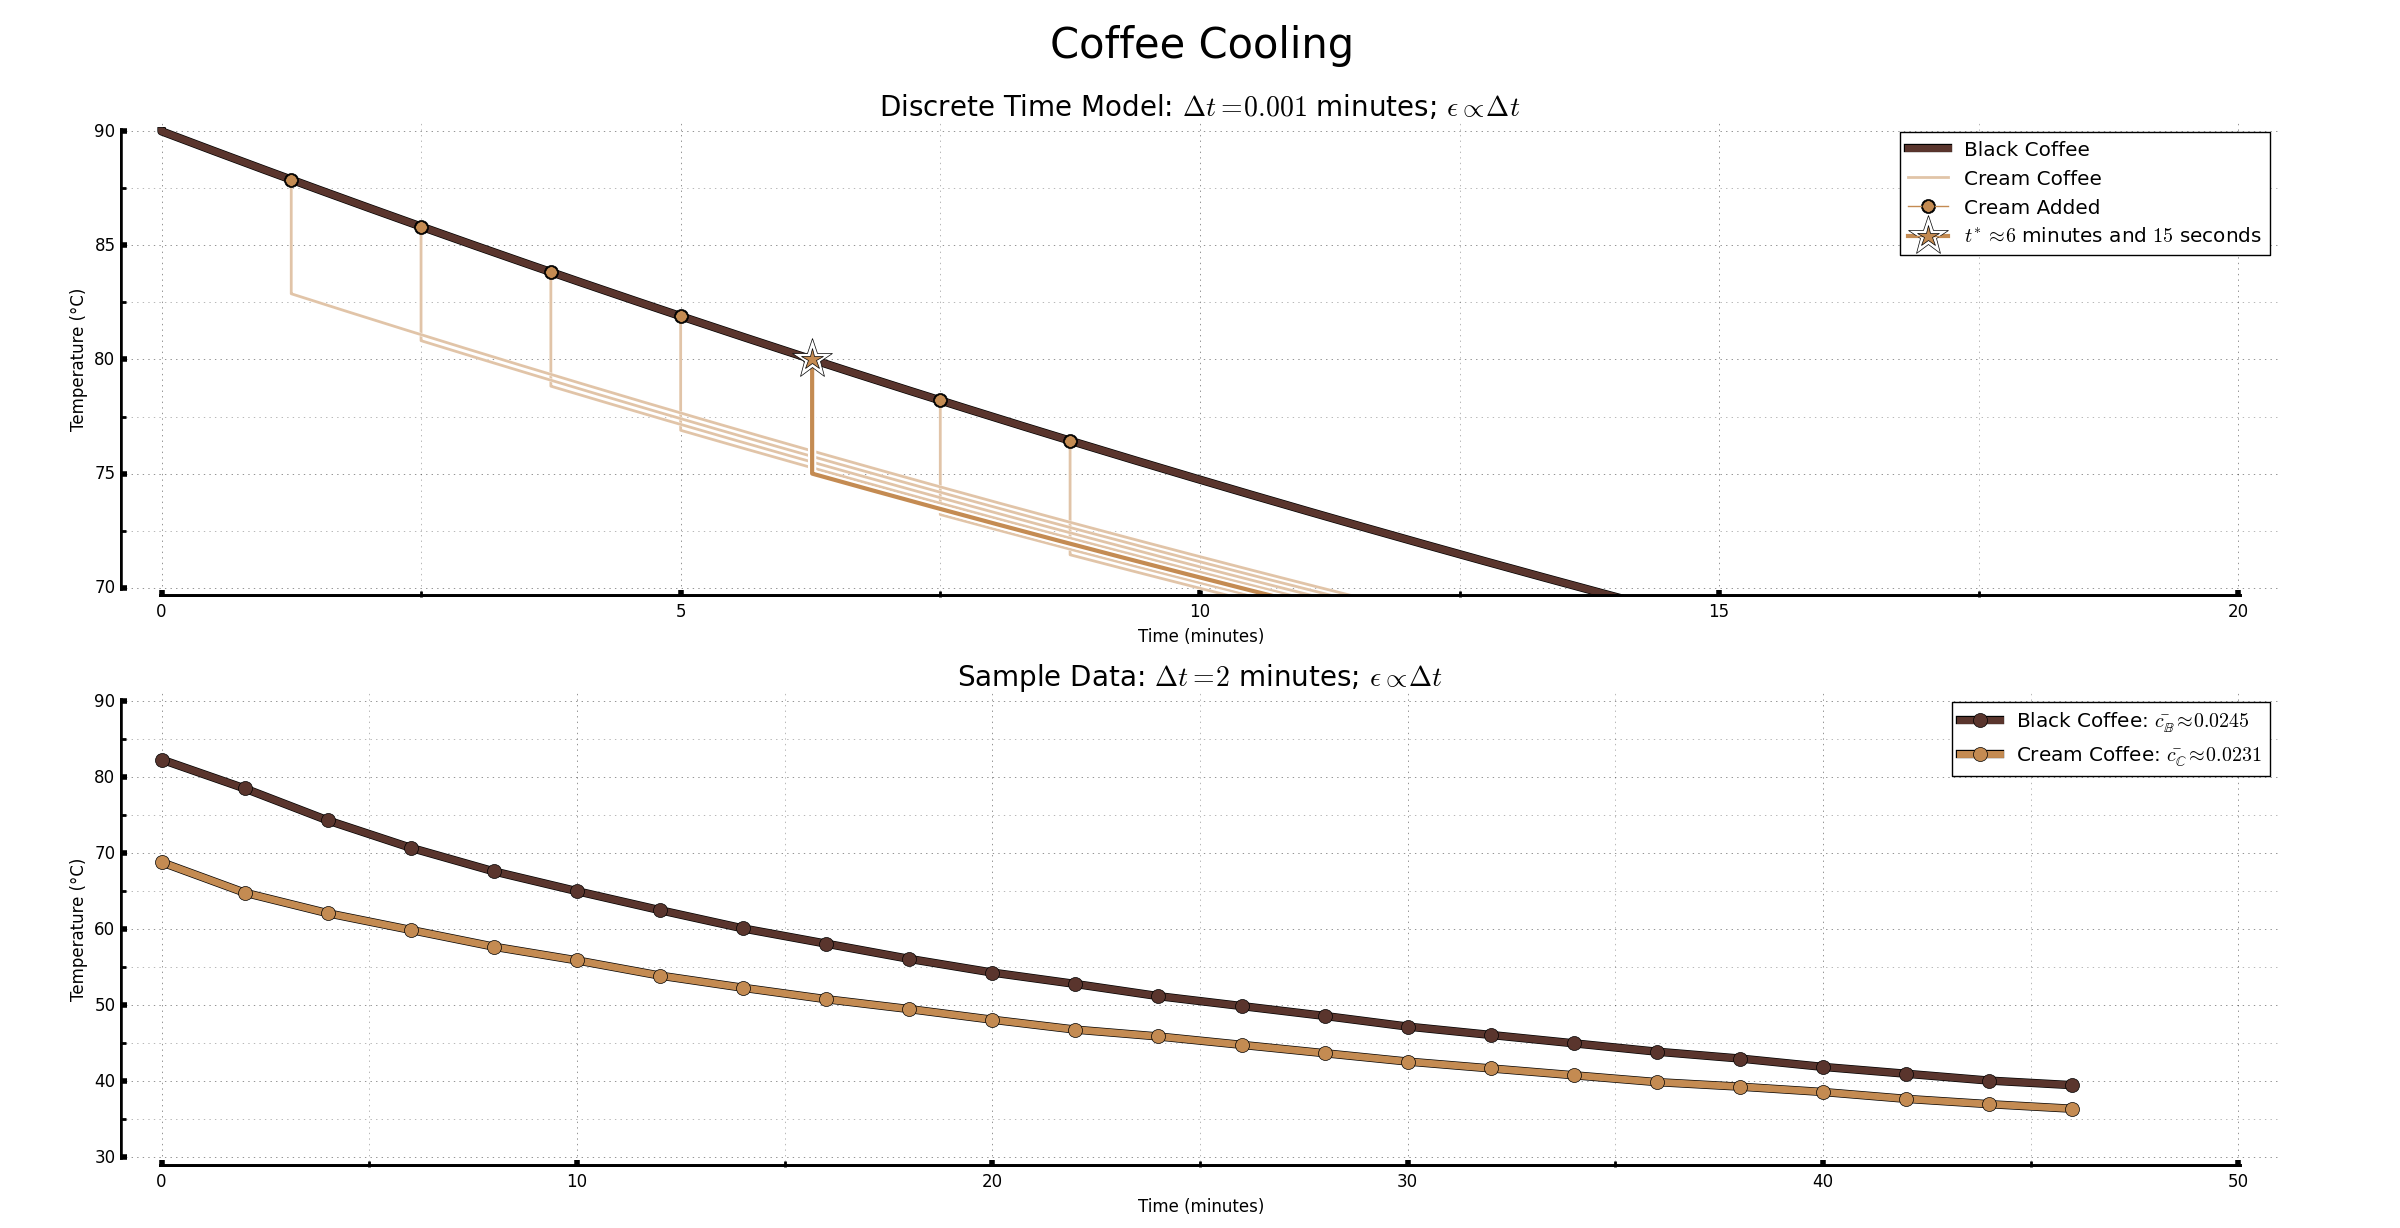 Coffee Cooling
Discrete Time Model: Δt=0.001 minutes; ϵ∝Δt
90
85
80
75
70
Temperature (°C)
Black Coffee
Cream Coffee
Cream Added
t* ≈6 minutes and 15 seconds
0 5 10 15 20
Time (minutes)
Sample Data: Δt=2 minutes; ϵ∝Δt
90
80
70
60
50
40
30
Temperature (°C)
Black Coffee: c̄_𝔹≈0.0245
Cream Coffee: c̄_ℂ≈0.0231
0 10 20 30 40 50
Time (minutes)